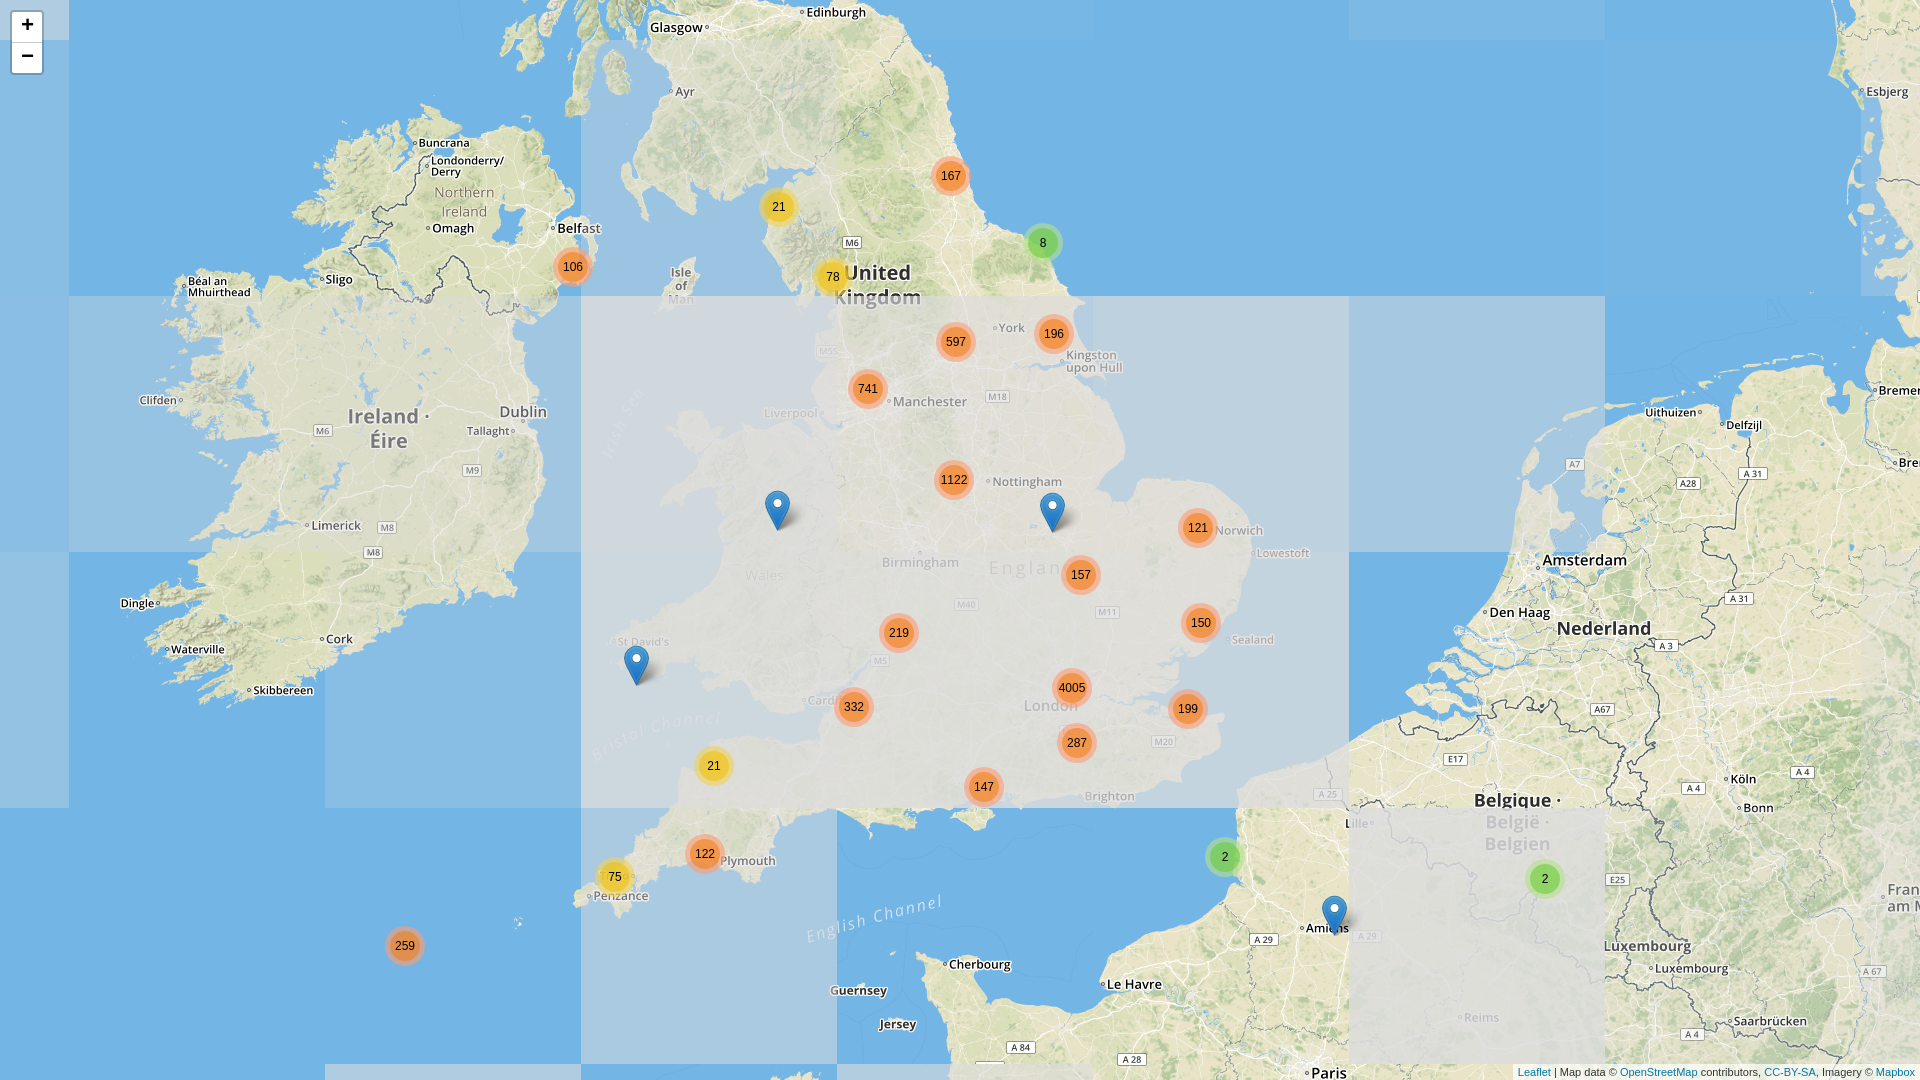 +
−
Edinburgh
Glasgow
Ayr
Esbjerg
Buncrana
Londonderry/
Derry
167
Northern
Ireland
21
Omagh
Belfast
M6
8
106
Isle
of
Man
78
United
Kingdom
Sligo
Béal an
Mhuirthead
York
196
M55
597
Kingston
upon Hull
741
Bremer
M18
Clifden
Manchester
Liverpool
Dublin
Ireland ·
Éire
Uithuizen
Delfzijl
M6
Tallaght
M9
A7
Bre
A 31
1122
Nottingham
A28
Limerick
M8
121
Norwich
M8
Lowestoft
Birmingham
Amsterdam
Wales
157
England
A 31
Dingle
M40
M11
Den Haag
150
Nederland
219
Cork
St David's
Sealand
A 3
Waterville
M5
Skibbereen
4005
Cardi
332
London
199
A67
Bristol Channel
287
M20
E17
21
A 4
Köln
147
Brighton
A 25
A 4
Belgique ·
België ·
Belgien
Bonn
Lille
122
Plymouth
2
75
2
E25
Penzance
Fran
am M
English Channel
Amiens
A 29
A 29
259
Luxembourg
Cherbourg
Luxembourg
A 67
Le Havre
Guernsey
Jersey
Reims
Saarbrücken
A 4
A 84
A 28
Paris
Leaflet | Map data © OpenStreetMap contributors, CC-BY-SA, Imagery © Mapbox